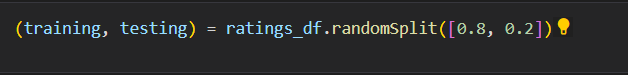 (training, testing) = ratings_df.randomSplit([0.8, 0.2])